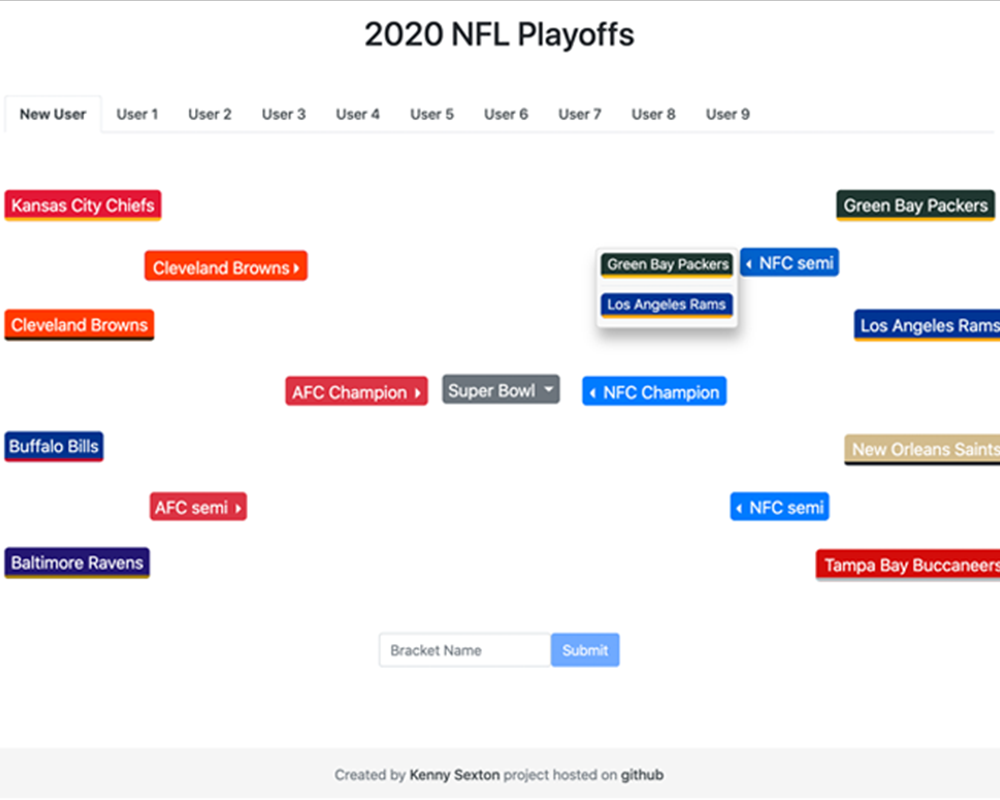 2020 NFL Playoffs
New User User 1 User 2 User 3 User 4 User 5 User 6 User 7 User 8 User 9
Kansas City Chiefs Green Bay Packers
Cleveland Browns Green Bay Packers NFC semi
Los Angeles Rams
Cleveland Browns Los Angeles Rams
AFC Champion Super Bowl NFC Champion
Buffalo Bills New Orleans Saints
AFC semi NFC semi
Baltimore Ravens Tampa Bay Buccaneers
Bracket Name Submit
Created by Kenny Sexton project hosted on github